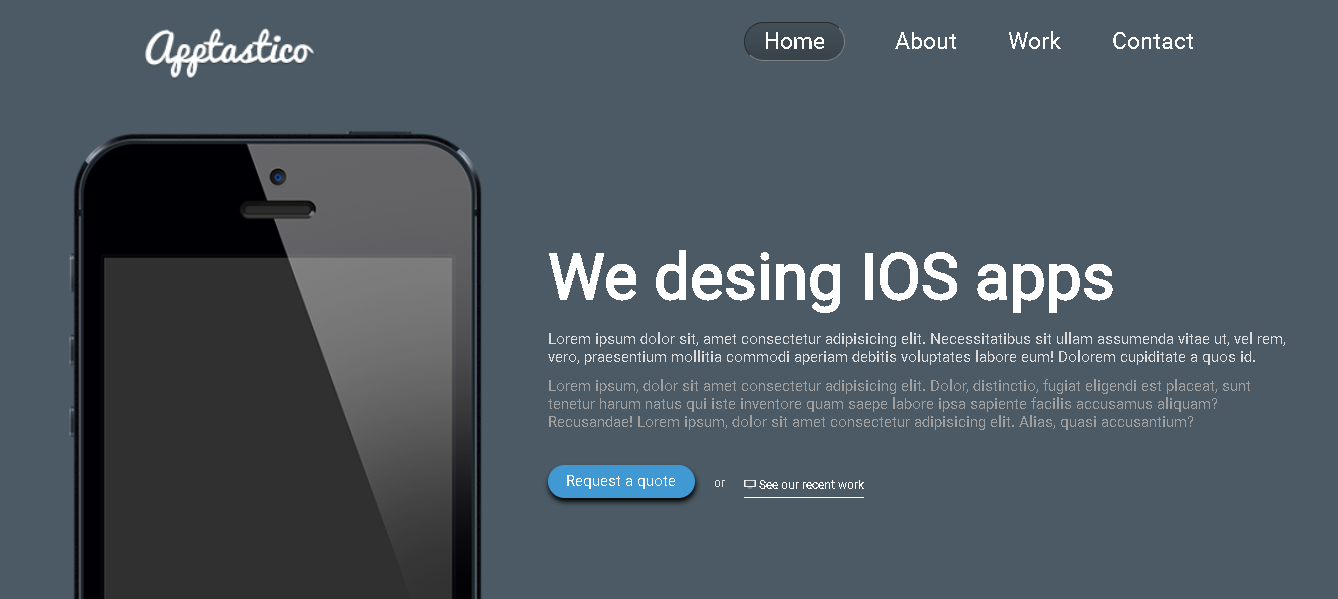 Apptastico
Home About Work Contact
We desing IOS apps
Lorem ipsum dolor sit, amet consectetur adipisicing elit. Necessitatibus sit ullam assumenda vitae ut, vel rem,
vero, praesentium mollitia commodi aperiam debitis voluptates labore eum! Dolorem cupiditate a quos id.
Lorem ipsum, dolor sit amet consectetur adipisicing elit. Dolor, distinctio, fugiat eligendi est placeat, sunt
tenetur harum natus qui iste inventore quam saepe labore ipsa sapiente facilis accusamus aliquam?
Recusandae! Lorem ipsum, dolor sit amet consectetur adipisicing elit. Alias, quasi accusantium?
Request a quote or See our recent work